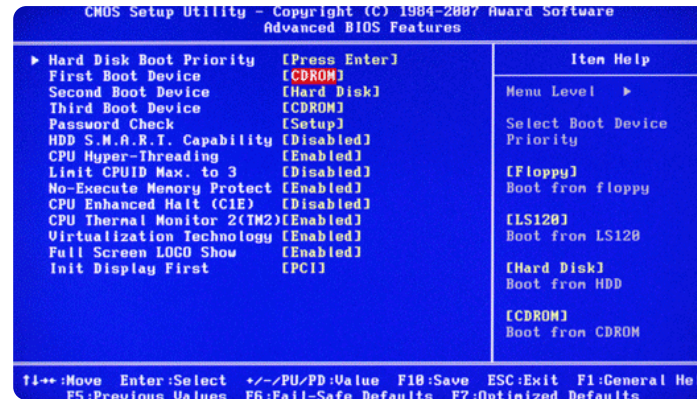 CMOS Setup Utility - Copyright (C) 1984-2007 Award Software
Advanced BIOS Features
▶ Hard Disk Boot Priority [Press Enter]
First Boot Device [CDROM]
Second Boot Device [Hard Disk]
Third Boot Device [CDROM]
Password Check [Setup]
HDD S.M.A.R.T. Capability [Disabled]
CPU Hyper-Threading [Enabled]
Limit CPUID Max. to 3 [Disabled]
No-Execute Memory Protect [Enabled]
CPU Enhanced Halt (C1E) [Disabled]
CPU Thermal Monitor 2(TM2)[Enabled]
Virtualization Technology [Enabled]
Full Screen LOGO Show [Enabled]
Init Display First [PCI]
Item Help
Menu Level ▶
Select Boot Device
Priority
[Floppy]
Boot from floppy
[LS120]
Boot from LS120
[Hard Disk]
Boot from HDD
[CDROM]
Boot from CDROM
↑↓→←:Move Enter:Select +/-/PU/PD:Value F10:Save ESC:Exit F1:General He
F5:Previous Values F6:Fail-Safe Defaults F7:Optimized Defaults